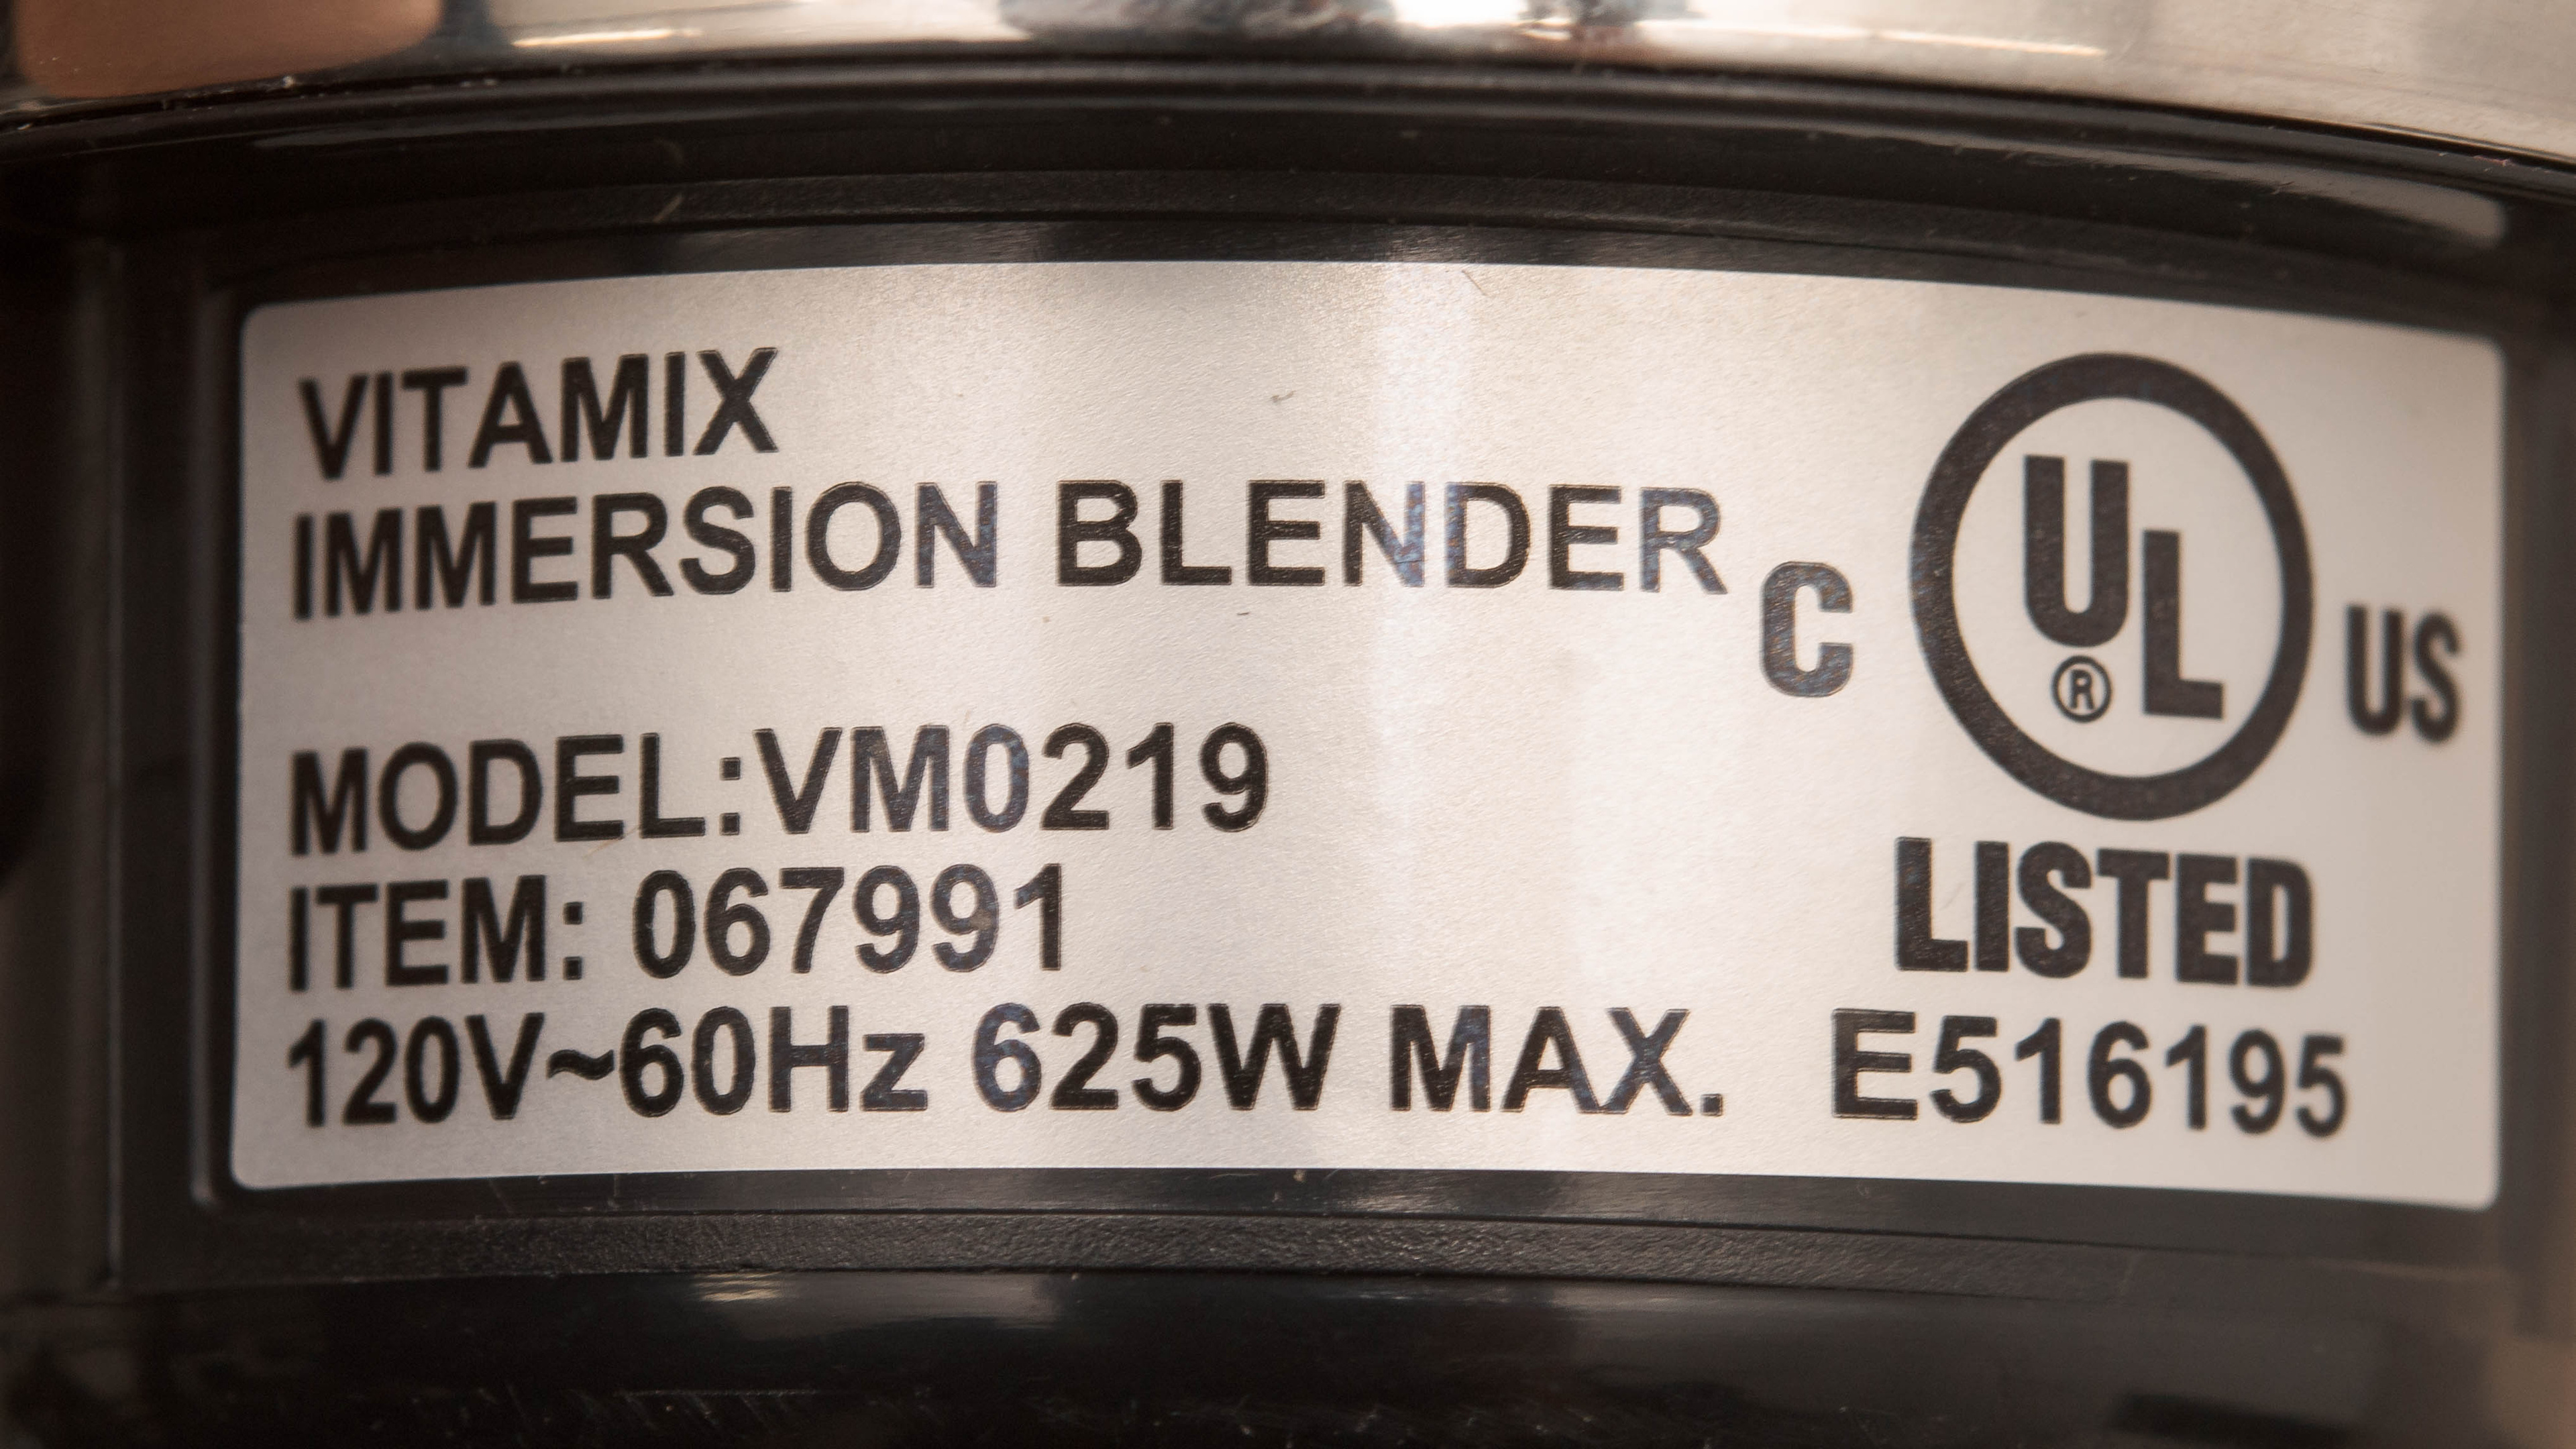 VITAMIX
IMMERSION BLENDER
C UL® US
LISTED
MODEL:VM0219
ITEM: 067991
120V~60Hz 625W MAX. E516195